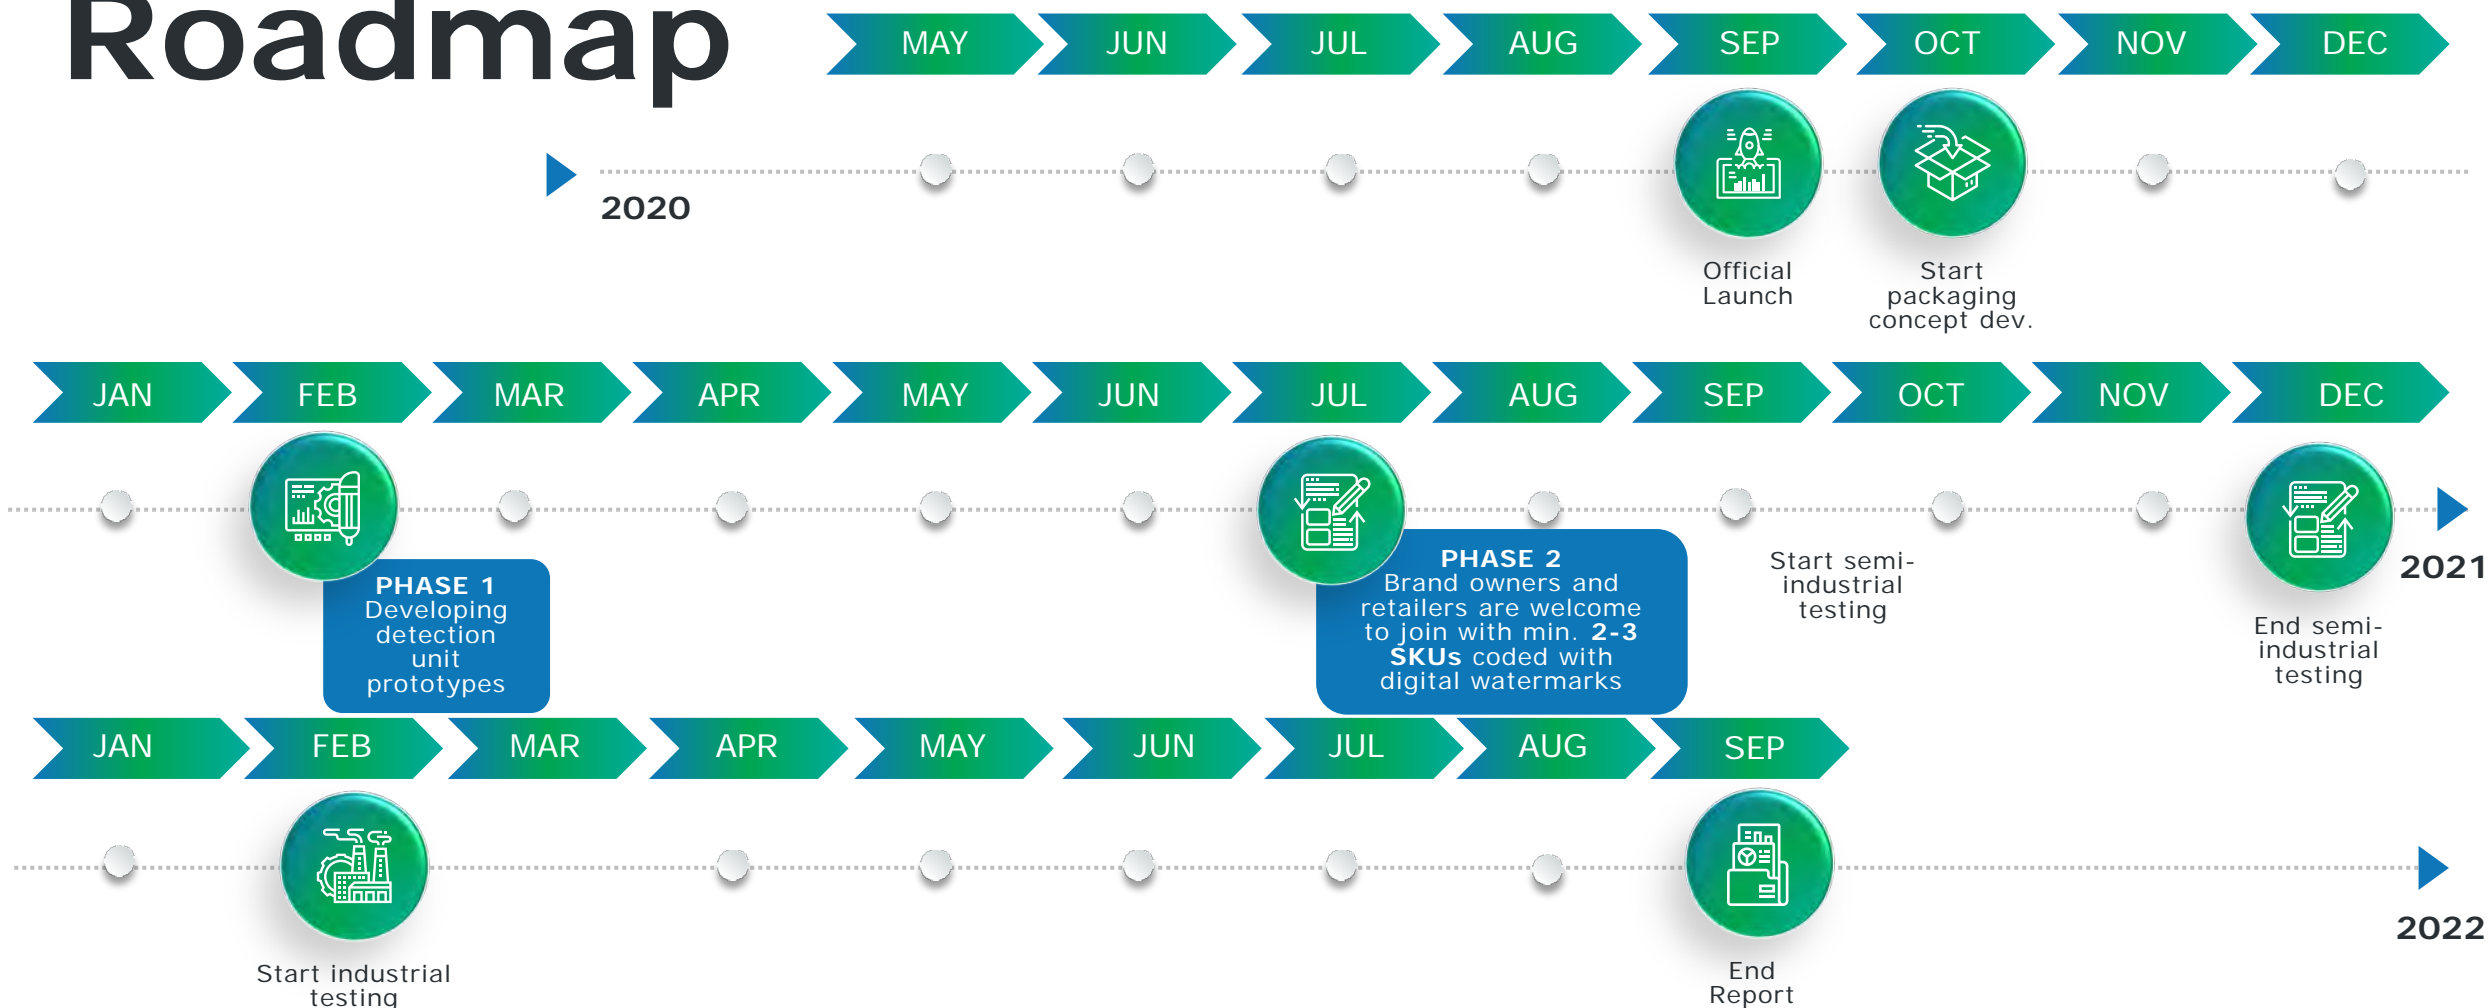 Roadmap
MAY JUN JUL AUG SEP OCT NOV DEC
2020
Official
Launch
Start
packaging
concept dev.
JAN FEB MAR APR MAY JUN JUL AUG SEP OCT NOV DEC
2021
PHASE 1
Developing
detection
unit
prototypes
PHASE 2
Brand owners and
retailers are welcome
to join with min. 2-3
SKUs coded with
digital watermarks
Start semi-
industrial
testing
End semi-
industrial
testing
JAN FEB MAR APR MAY JUN JUL AUG SEP
2022
Start industrial
testing
End
Report